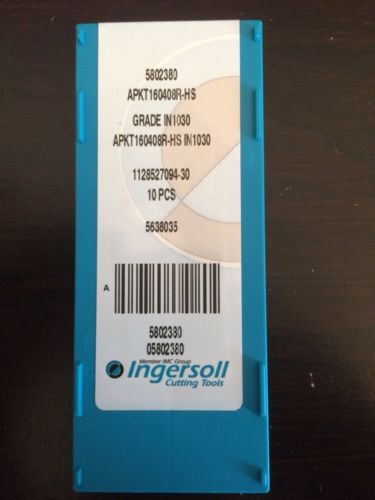 5802380
APKT160408R-HS
GRADE IN1030
APKT160408R-HS IN1030
1128527094-30
10 PCS
5638035
A
5802380
05802380
Member IMC Group
Ingersoll
Cutting Tools